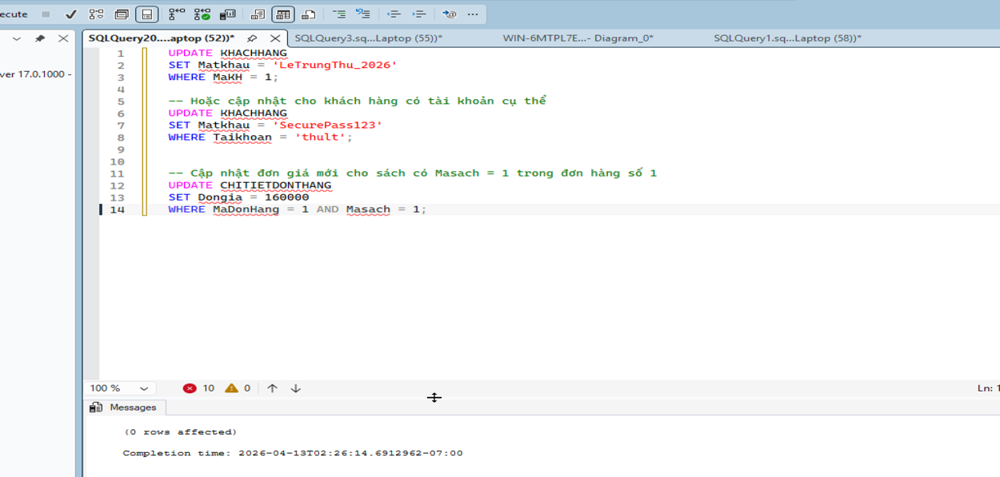 ecute
SQLQuery20....aptop (52))*
SQLQuery3.sq...Laptop (55))*
WIN-6MTPL7E...- Diagram_0*
SQLQuery1.sq...Laptop (58))*
ver 17.0.1000 -
1 UPDATE KHACHHANG
2 SET Matkhau = 'LeTrungThu_2026'
3 WHERE MaKH = 1;
4
5 -- Hoặc cập nhật cho khách hàng có tài khoản cụ thể
6 UPDATE KHACHHANG
7 SET Matkhau = 'SecurePass123'
8 WHERE Taikhoan = 'thult';
9
10
11 -- Cập nhật đơn giá mới cho sách có Masach = 1 trong đơn hàng số 1
12 UPDATE CHITIETDONTHANG
13 SET Dongia = 160000
14 WHERE MaDonHang = 1 AND Masach = 1;
100 %
10
0
Ln: 1
Messages
(0 rows affected)
Completion time: 2026-04-13T02:26:14.6912962-07:00